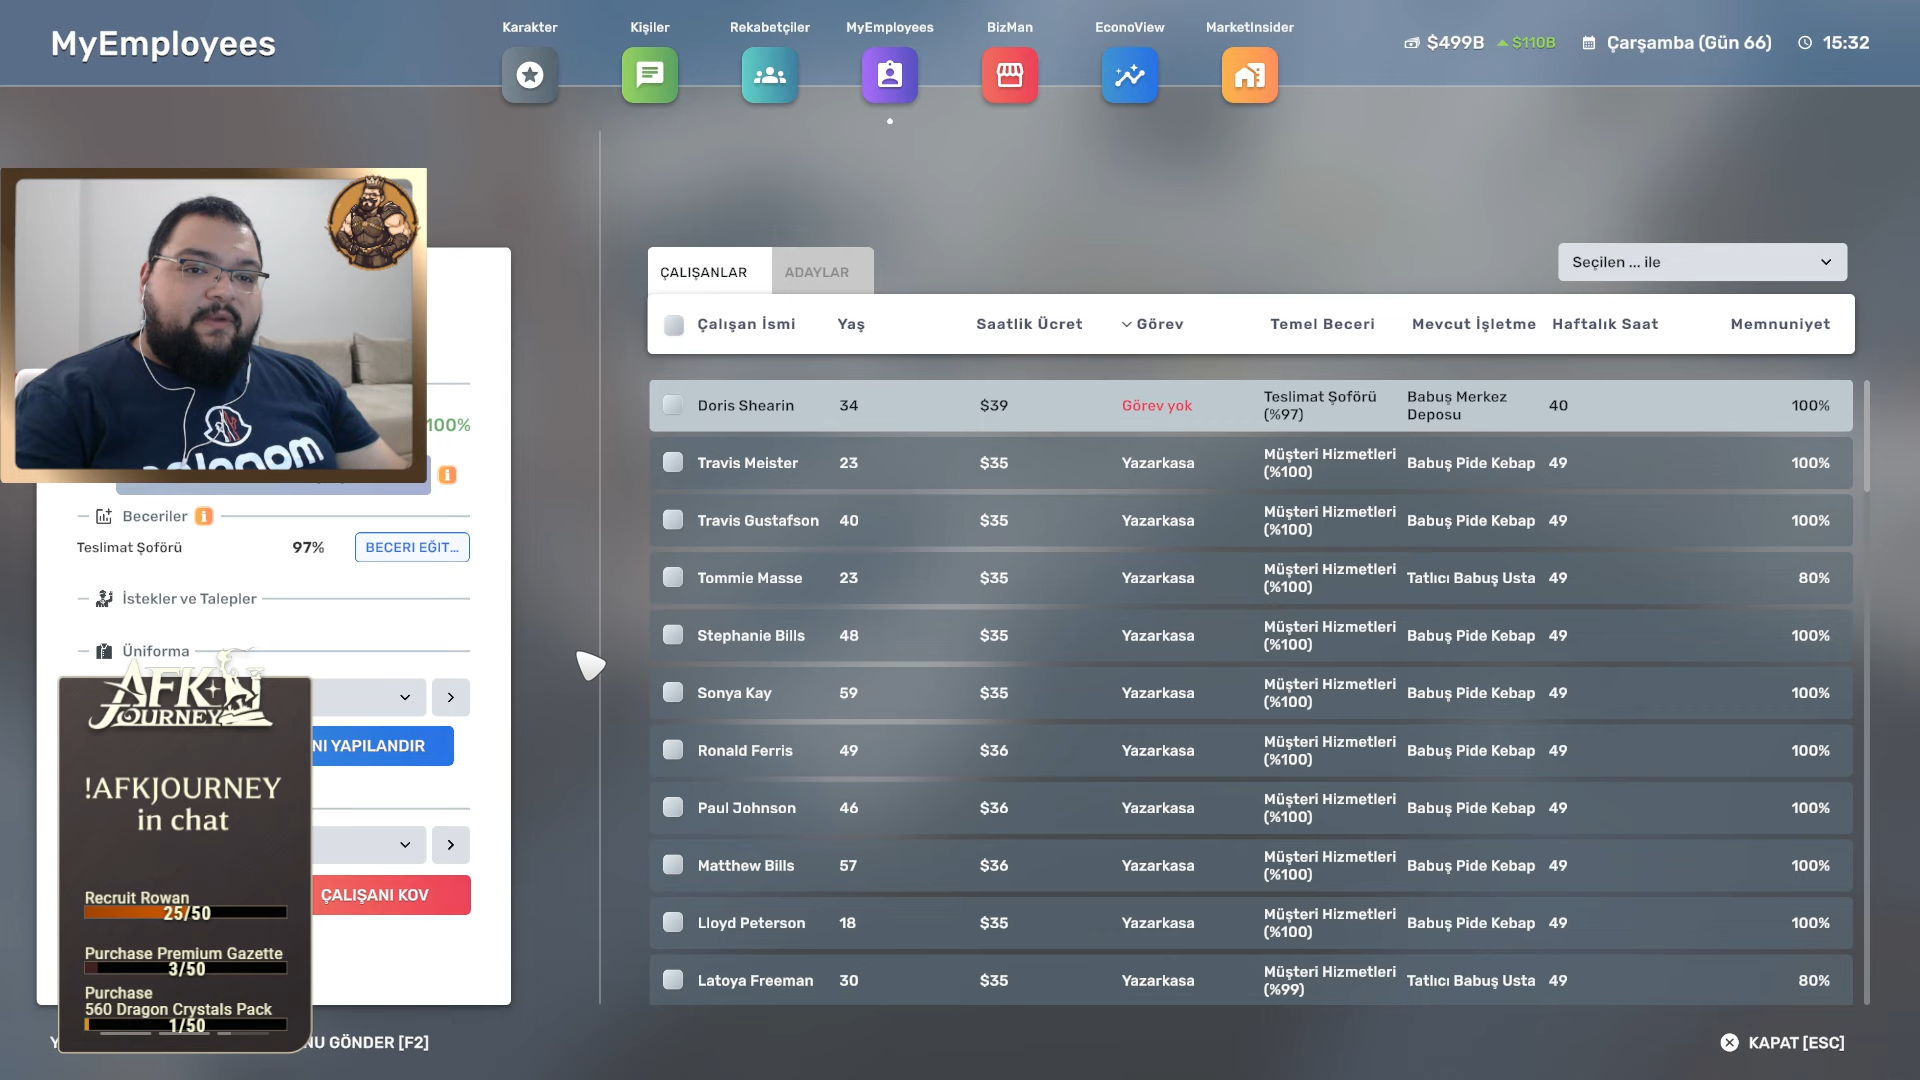 MyEmployees
Karakter
Kişiler
Rekabetçiler
MyEmployees
BizMan
EconoView
MarketInsider
$499B
$110B
Çarşamba (Gün 66)
15:32
100%
Beceriler
Teslimat Şoförü 97% BECERİ EĞİT...
İstekler ve Talepler
Üniforma
NI YAPILANDIR
ÇALIŞANI KOV
AFK
JOURNEY
!AFKJOURNEY
in chat
Recruit Rowan
25/50
Purchase Premium Gazette
3/50
Purchase
560 Dragon Crystals Pack
1/50
NU GÖNDER [F2]
ÇALIŞANLAR ADAYLAR
Seçilen ... ile
Çalışan İsmi Yaş Saatlik Ücret Görev Temel Beceri Mevcut İşletme Haftalık Saat Memnuniyet
Doris Shearin 34 $39 Görev yok Teslimat Şoförü (%97) Babuş Merkez Deposu 40 100%
Travis Meister 23 $35 Yazarkasa Müşteri Hizmetleri (%100) Babuş Pide Kebap 49 100%
Travis Gustafson 40 $35 Yazarkasa Müşteri Hizmetleri (%100) Babuş Pide Kebap 49 100%
Tommie Masse 23 $35 Yazarkasa Müşteri Hizmetleri (%100) Tatlıcı Babuş Usta 49 80%
Stephanie Bills 48 $35 Yazarkasa Müşteri Hizmetleri (%100) Babuş Pide Kebap 49 100%
Sonya Kay 59 $35 Yazarkasa Müşteri Hizmetleri (%100) Babuş Pide Kebap 49 100%
Ronald Ferris 49 $36 Yazarkasa Müşteri Hizmetleri (%100) Babuş Pide Kebap 49 100%
Paul Johnson 46 $36 Yazarkasa Müşteri Hizmetleri (%100) Babuş Pide Kebap 49 100%
Matthew Bills 57 $36 Yazarkasa Müşteri Hizmetleri (%100) Babuş Pide Kebap 49 100%
Lloyd Peterson 18 $35 Yazarkasa Müşteri Hizmetleri (%100) Babuş Pide Kebap 49 100%
Latoya Freeman 30 $35 Yazarkasa Müşteri Hizmetleri (%99) Tatlıcı Babuş Usta 49 80%
KAPAT [ESC]